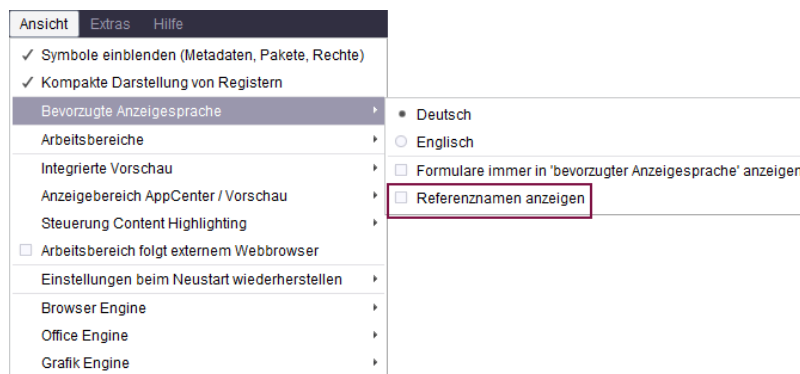 Ansicht Extras Hilfe
Symbole einblenden (Metadaten, Pakete, Rechte)
Kompakte Darstellung von Registern
Bevorzugte Anzeigesprache
Deutsch
Englisch
Formulare immer in 'bevorzugter Anzeigesprache' anzeigen
Referenznamen anzeigen
Arbeitsbereiche
Integrierte Vorschau
Anzeigebereich AppCenter / Vorschau
Steuerung Content Highlighting
Arbeitsbereich folgt externem Webbrowser
Einstellungen beim Neustart wiederherstellen
Browser Engine
Office Engine
Grafik Engine